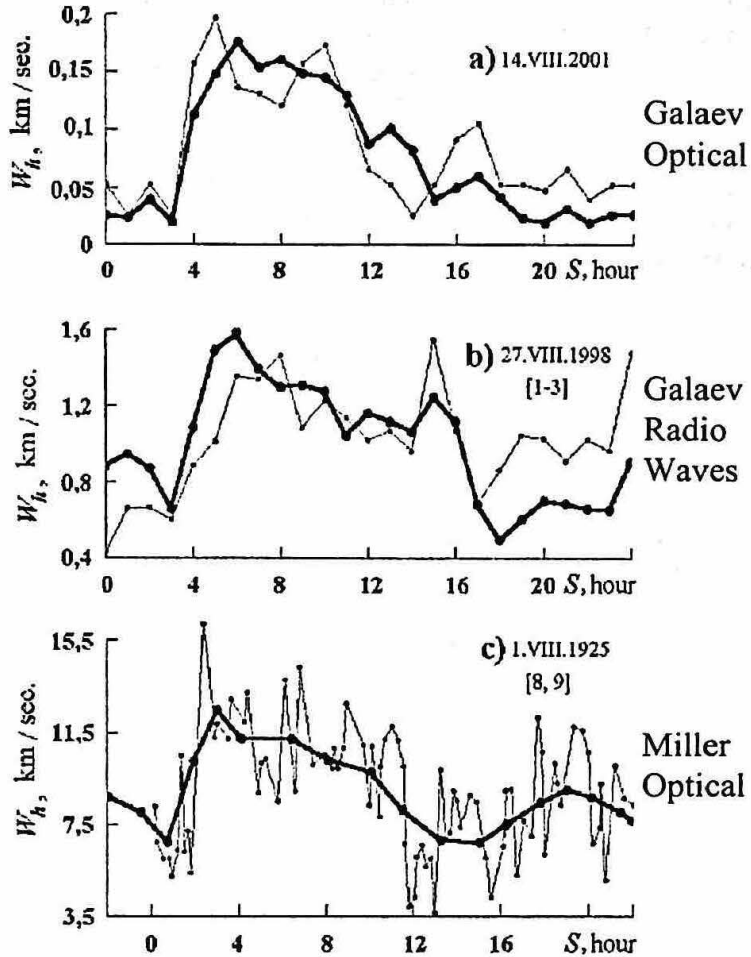 0,2
0,15
0,1
0,05
0
W_h, km / sec.
a) 14.VIII.2001
Galaev
Optical
0 4 8 12 16 20 S, hour
1,6
1,2
0,8
0,4
W_h, km / sec.
b) 27.VIII.1998
[1-3]
Galaev
Radio
Waves
0 4 8 12 16 20 S, hour
15,5
11,5
7,5
3,5
W_h, km / sec.
c) 1.VIII.1925
[8, 9]
Miller
Optical
0 4 8 12 16 S, hour